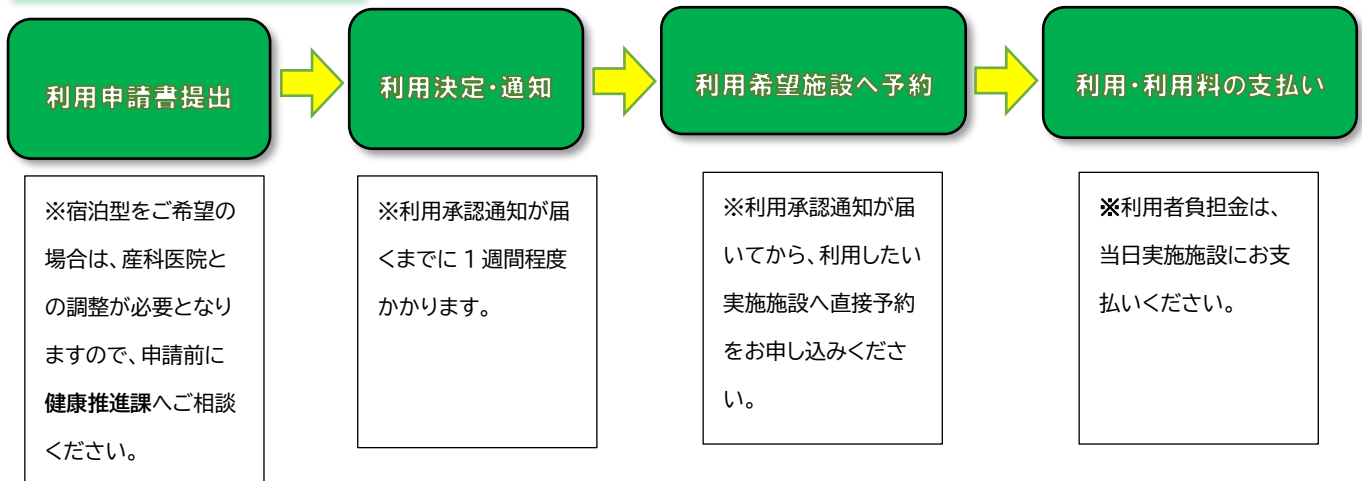 利用申請書提出
利用決定・通知
利用希望施設へ予約
利用・利用料の支払い
※宿泊型をご希望の
場合は、産科医院と
の調整が必要となり
ますので、申請前に
健康推進課へご相談
ください。
※利用承認通知が届
くまでに1週間程度
かかります。
※利用承認通知が届
いてから、利用したい
実施施設へ直接予約
をお申し込みくださ
い。
※利用者負担金は、
当日実施施設にお支
払いください。